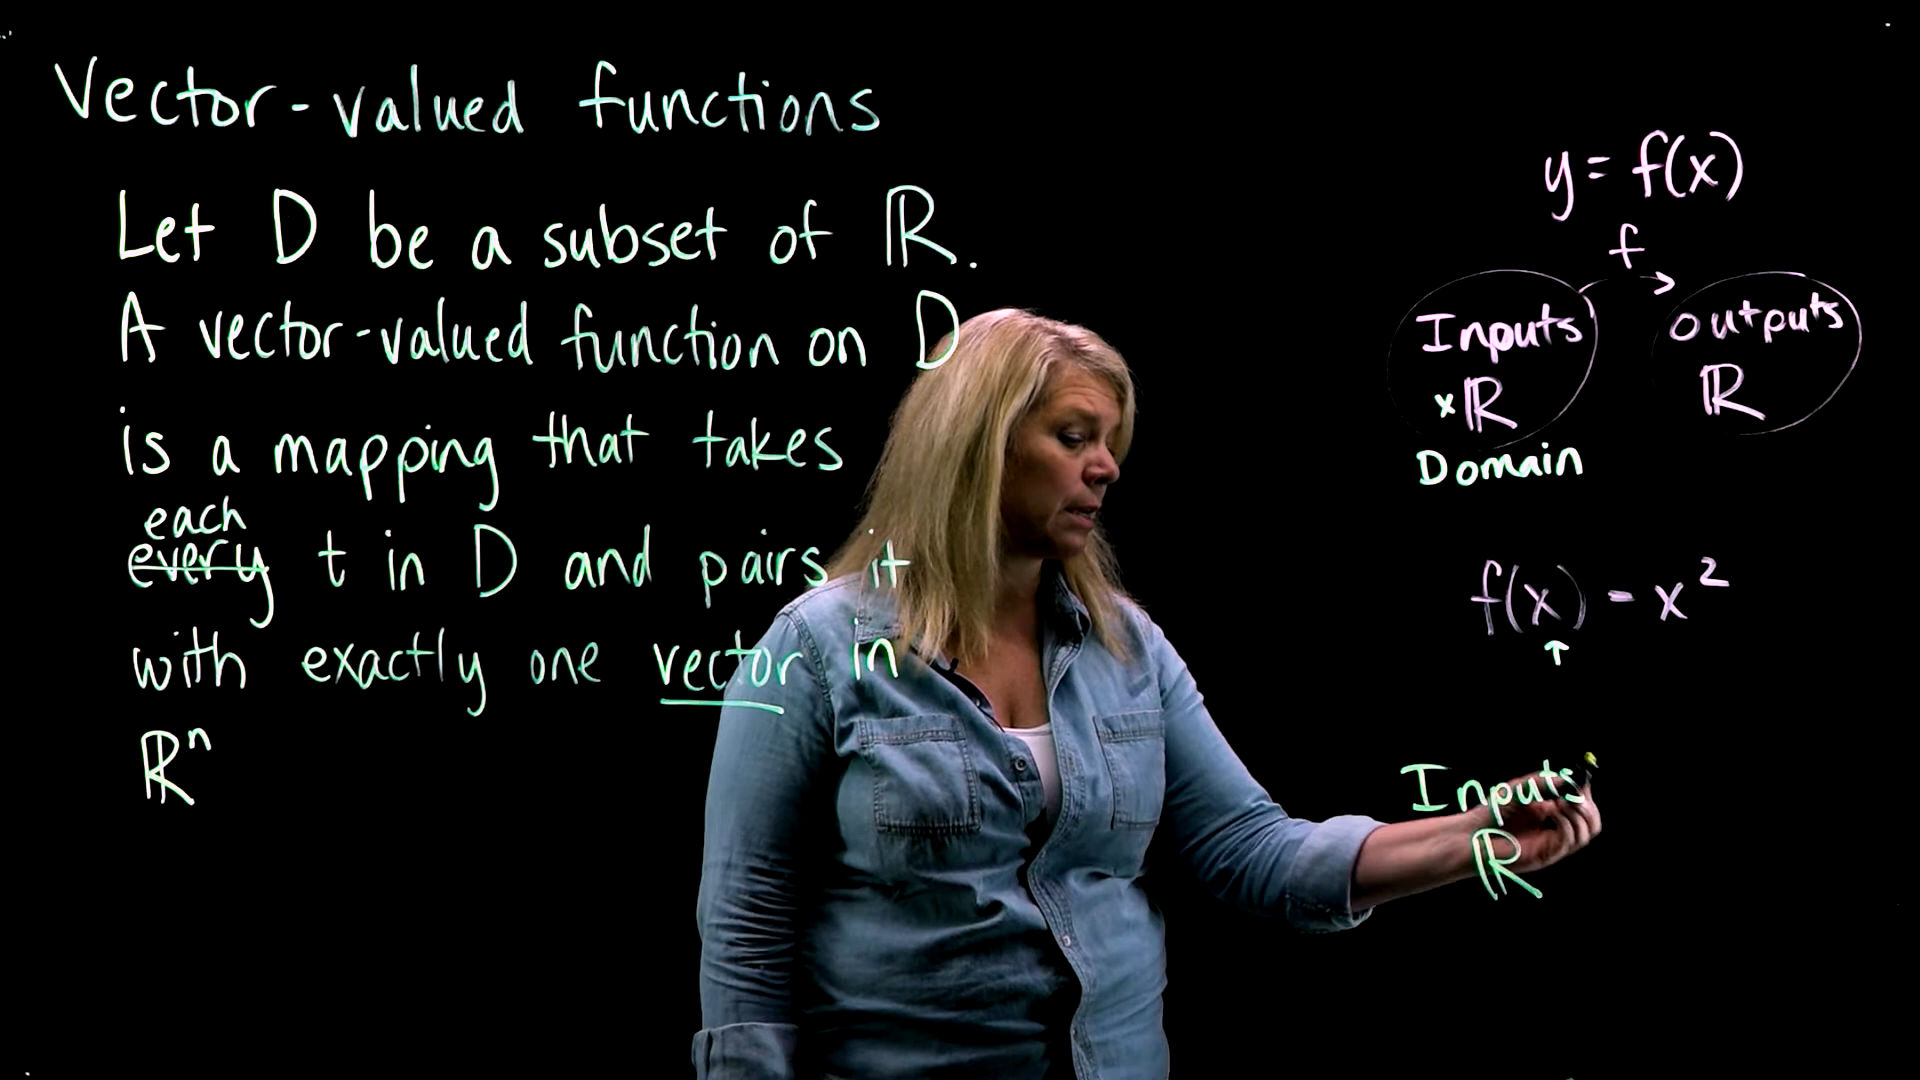 Vector-valued functions
Let D be a subset of ℝ.
A vector-valued function on D
is a mapping that takes
each
every t in D and pairs it
with exactly one vector in
ℝⁿ
y = f(x)
f
Inputs
x ℝ
Domain
outputs
ℝ
f(x) = x²
↑
Inputs
ℝ